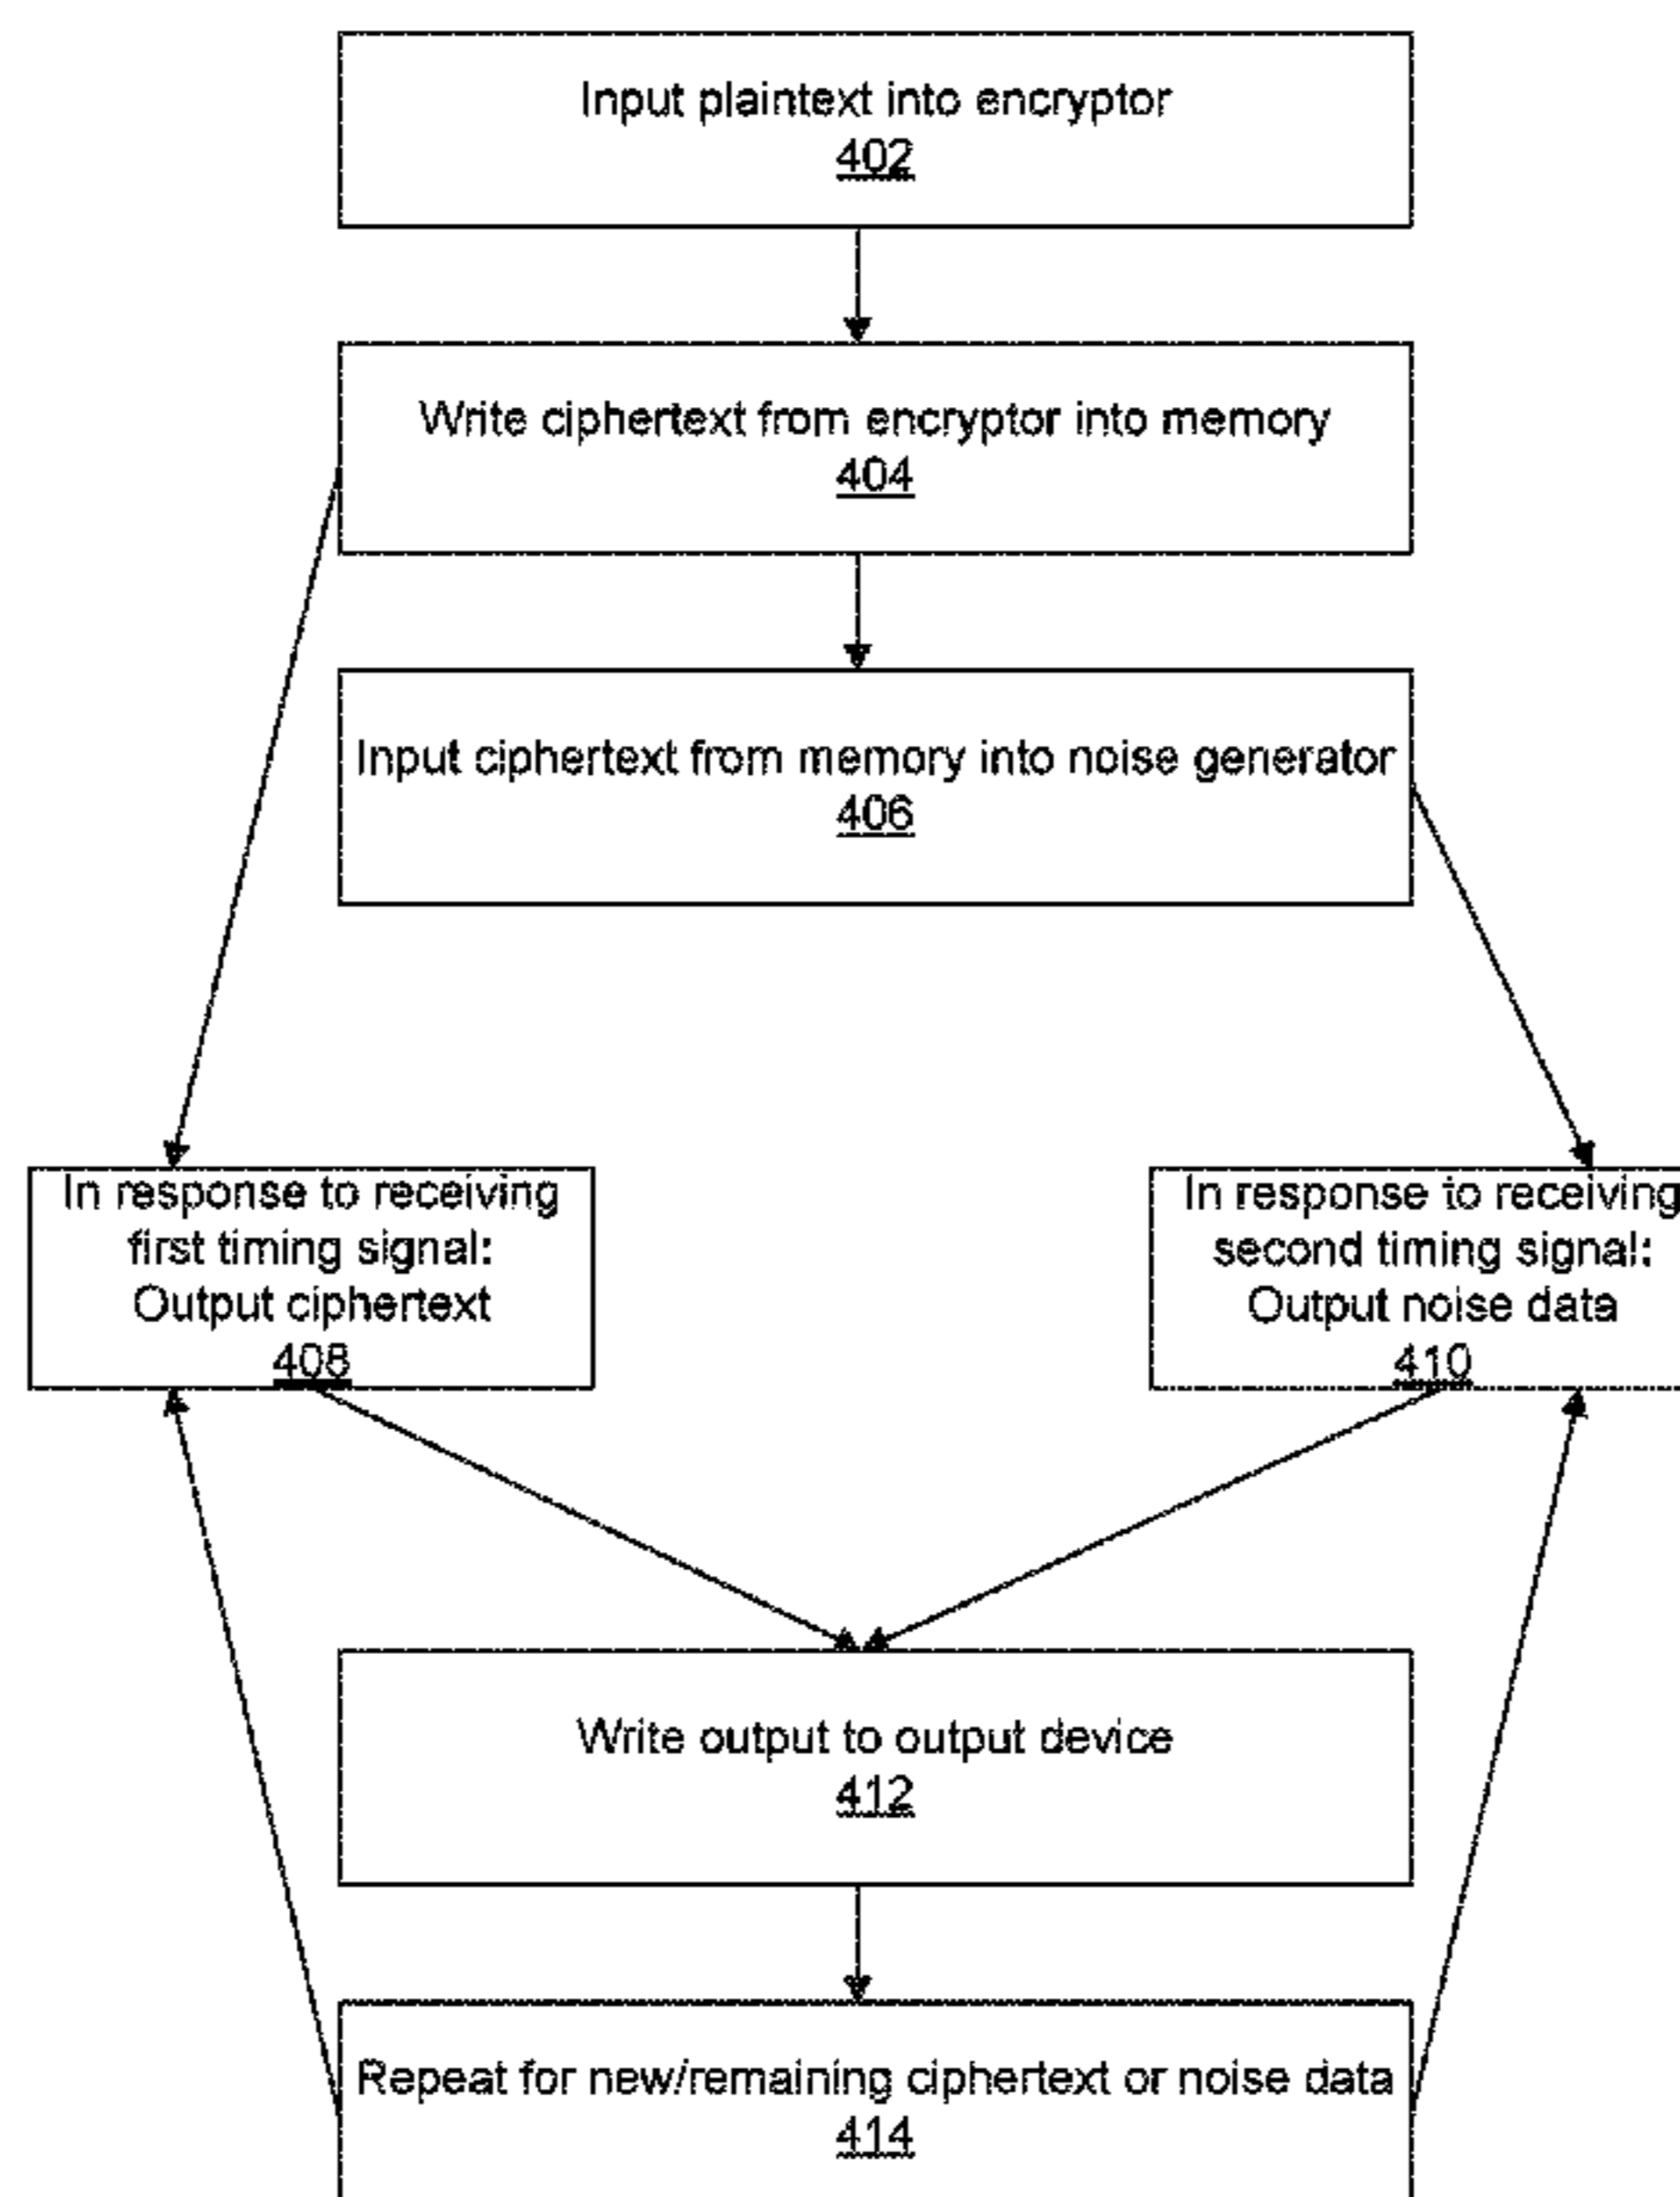 Input plaintext into encryptor
402
Write ciphertext from encryptor into memory
404
Input ciphertext from memory into noise generator
406
In response to receiving
first timing signal:
Output ciphertext
408
In response to receiving
second timing signal:
Output noise data
410
Write output to output device
412
Repeat for new/remaining ciphertext or noise data
414